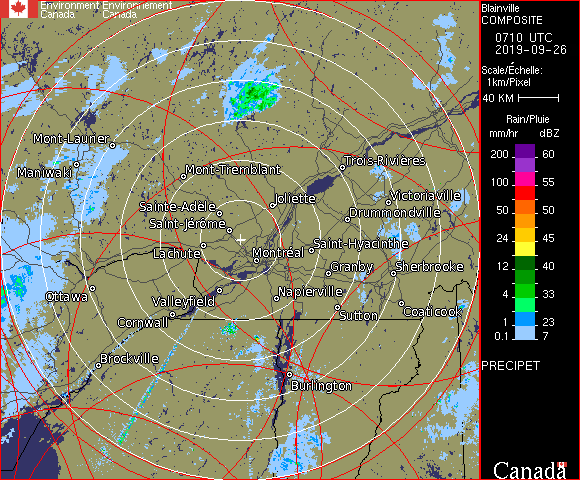 Environment Environnement
Canada Canada
Blainville
COMPOSITE
0710 UTC
2019-09-26
Scale/Échelle:
1km/Pixel
40 KM
Rain/Pluie
mm/hr dBZ
200 60
100 55
50 50
24 45
12 40
4 33
1 23
0.1 7
PRECIPET
Canada
Mont-Laurier
Maniwaki
Mont-Tremblant
Trois-Rivières
Sainte-Adèle
Joliette
Victoriaville
Saint-Jérôme
Drummondville
Lachute
Montréal
Saint-Hyacinthe
Granby
Sherbrooke
Ottawa
Valleyfield
Napierville
Cornwall
Sutton
Coaticook
Brockville
Burlington